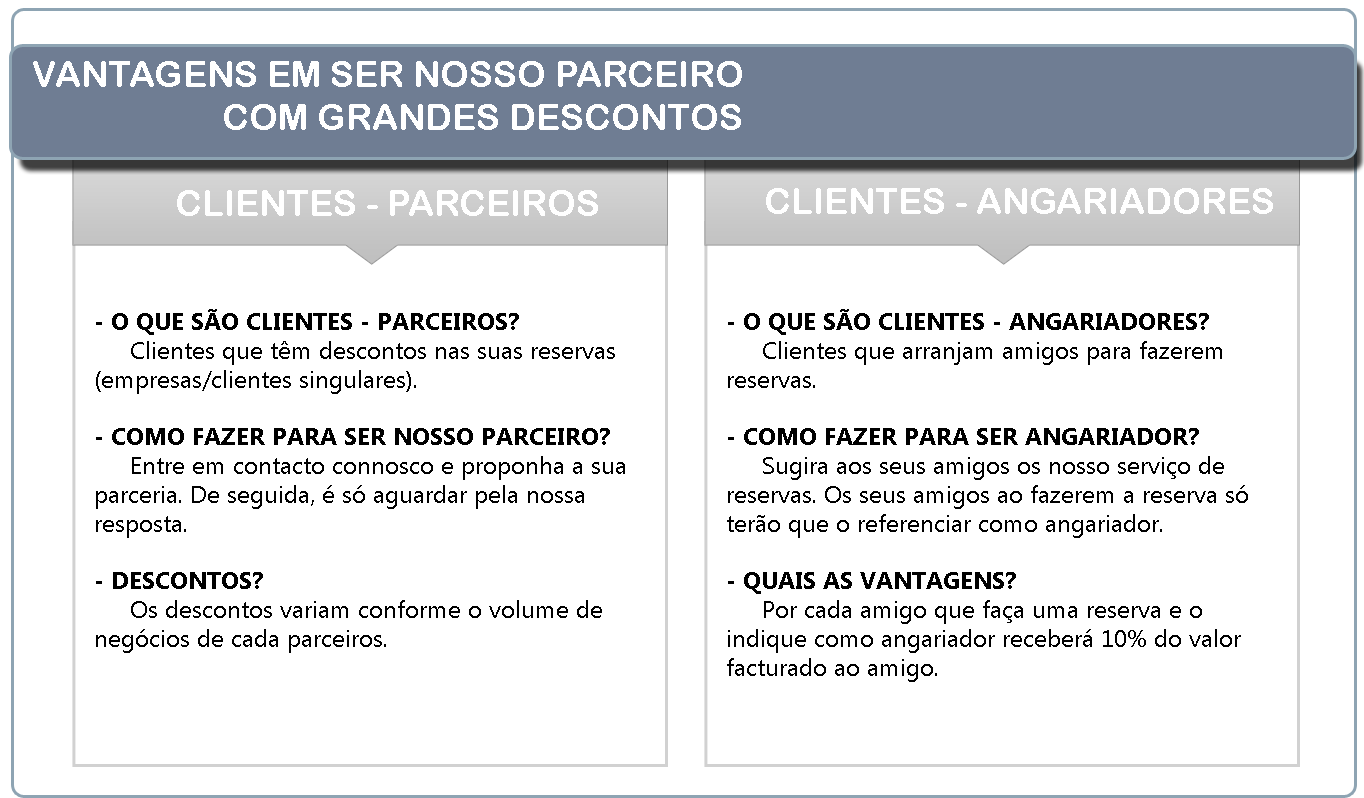 VANTAGENS EM SER NOSSO PARCEIRO
COM GRANDES DESCONTOS
CLIENTES - PARCEIROS
- O QUE SÃO CLIENTES - PARCEIROS?
Clientes que têm descontos nas suas reservas
(empresas/clientes singulares).
- COMO FAZER PARA SER NOSSO PARCEIRO?
Entre em contacto connosco e proponha a sua
parceria. De seguida, é só aguardar pela nossa
resposta.
- DESCONTOS?
Os descontos variam conforme o volume de
negócios de cada parceiros.
CLIENTES - ANGARIADORES
- O QUE SÃO CLIENTES - ANGARIADORES?
Clientes que arranjam amigos para fazerem
reservas.
- COMO FAZER PARA SER ANGARIADOR?
Sugira aos seus amigos os nosso serviço de
reservas. Os seus amigos ao fazerem a reserva só
terão que o referenciar como angariador.
- QUAIS AS VANTAGENS?
Por cada amigo que faça uma reserva e o
indique como angariador receberá 10% do valor
facturado ao amigo.